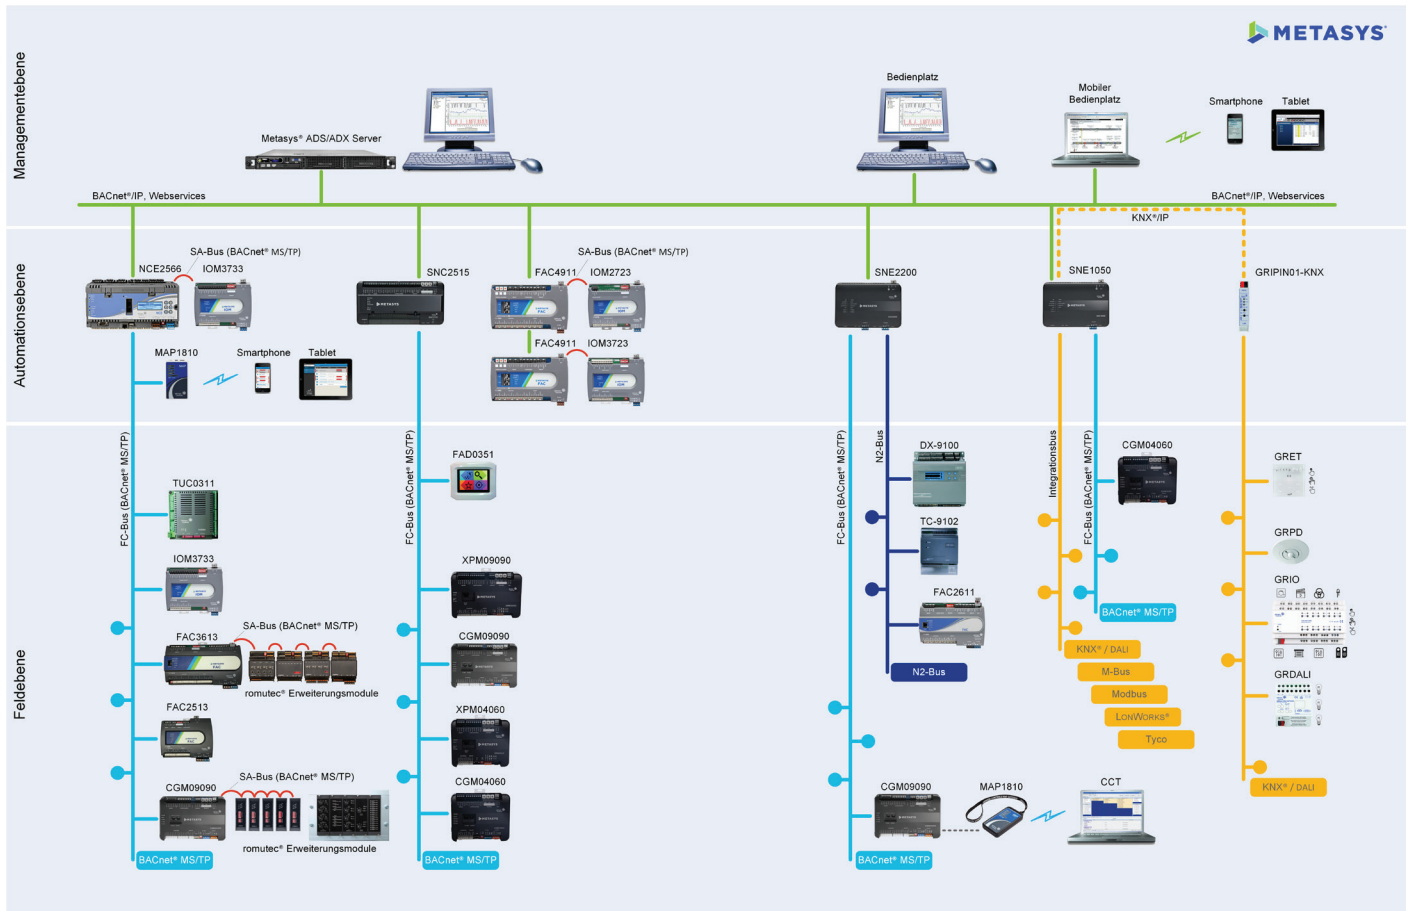 METASYS®
Managementebene
Bedienplatz
Mobiler
Bedienplatz
Smartphone
Tablet
Metasys® ADS/ADX Server
BACnet®/IP, Webservices
BACnet®/IP, Webservices
KNX®/IP
Automationsebene
SA-Bus (BACnet® MS/TP)
SA-Bus (BACnet® MS/TP)
NCE2566
IOM3733
SNC2515
FAC4911
IOM2723
SNE2200
SNE1050
GRIPIN01-KNX
METASYS
METASYS
METASYS
FAC
IOM
FAC4911
IOM3723
MAP1810
Smartphone
Tablet
Feldebene
FC-Bus (BACnet® MS/TP)
FC-Bus (BACnet® MS/TP)
FC-Bus (BACnet® MS/TP)
N2-Bus
Integrationsbus
FC-Bus (BACnet® MS/TP)
TUC0311
IOM3733
FAC3613
SA-Bus (BACnet® MS/TP)
romutec® Erweiterungsmodule
FAC2513
CGM09090
SA-Bus (BACnet® MS/TP)
romutec® Erweiterungsmodule
BACnet® MS/TP
FAD0351
XPM09090
CGM09090
XPM04060
CGM04060
BACnet® MS/TP
DX-9100
TC-9102
FAC2611
N2-Bus
CGM09090
MAP1810
CCT
BACnet® MS/TP
CGM04060
BACnet® MS/TP
KNX® / DALI
M-Bus
Modbus
LONWORKS®
Tyco
GRET
GRPD
GRIO
GRDALI
KNX® / DALI